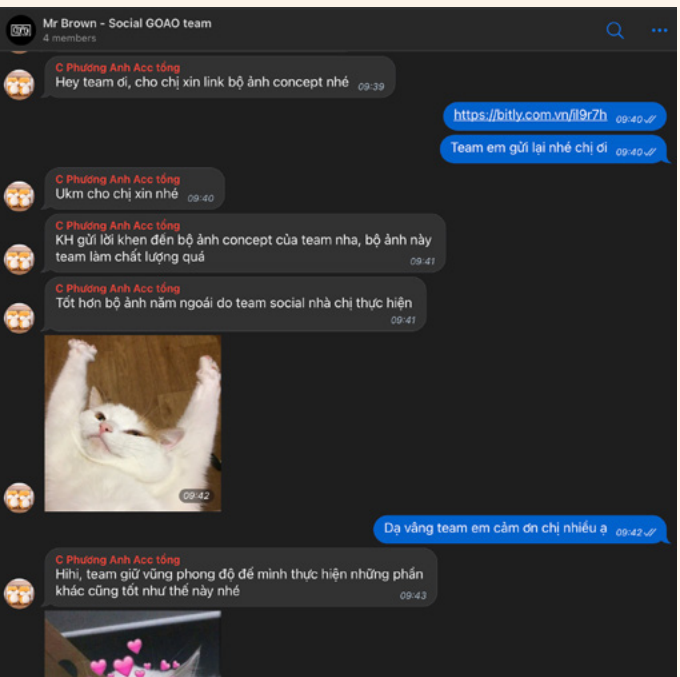 Mr Brown - Social GOAO team
4 members
C Phương Anh Acc tổng
Hey team ơi, cho chị xin link bộ ảnh concept nhé 09:39
https://bitly.com.vn/il9r7h 09:40
Team em gửi lại nhé chị ơi 09:40
C Phương Anh Acc tổng
Ukm cho chị xin nhé 09:40
C Phương Anh Acc tổng
KH gửi lời khen đến bộ ảnh concept của team nha, bộ ảnh này
team làm chất lượng quá 09:41
C Phương Anh Acc tổng
Tốt hơn bộ ảnh năm ngoái do team social nhà chị thực hiện
09:41
09:42
Dạ vâng team em cảm ơn chị nhiều ạ 09:42
C Phương Anh Acc tổng
Hihi, team giữ vững phong độ để mình thực hiện những phần
khác cũng tốt như thế này nhé 09:43